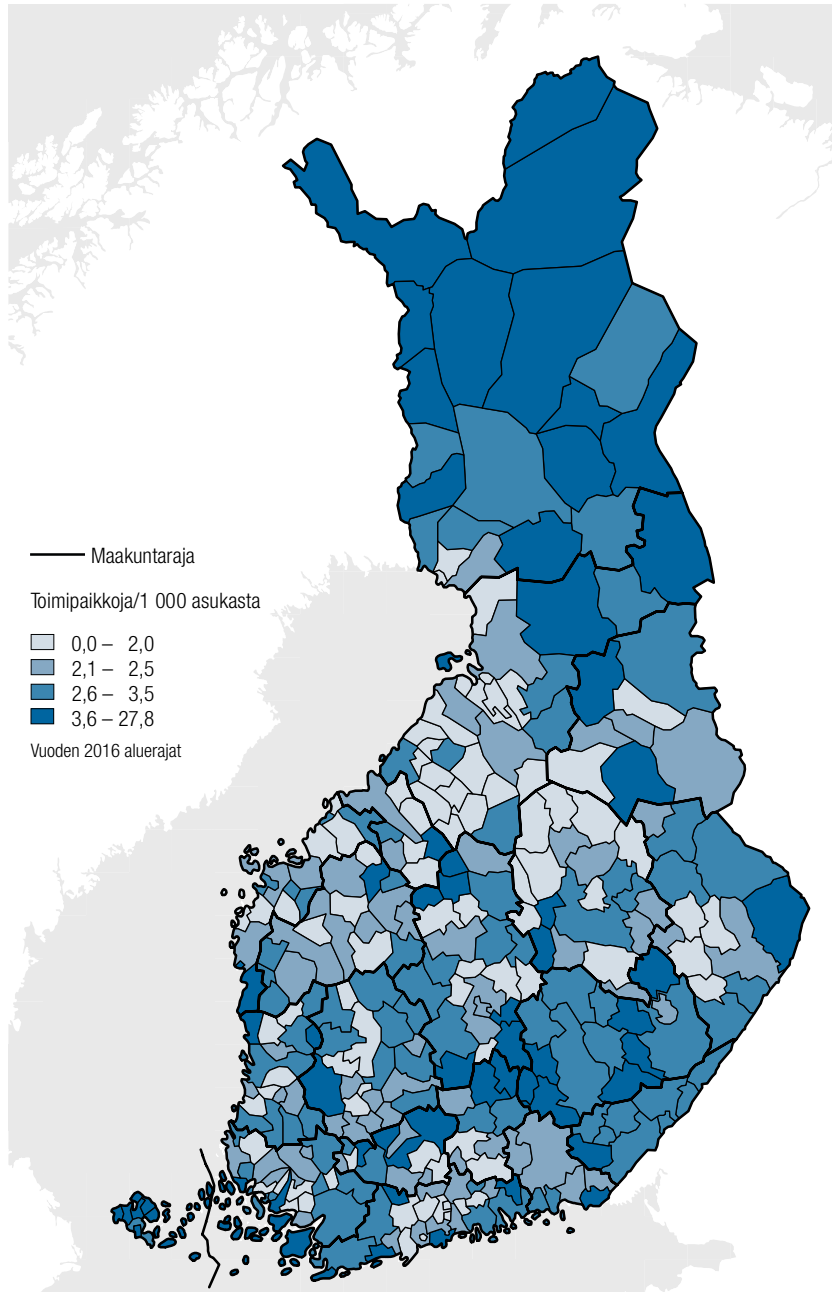 Maakuntaraja
Toimipaikkoja/1 000 asukasta
0,0 – 2,0
2,1 – 2,5
2,6 – 3,5
3,6 – 27,8
Vuoden 2016 aluerajat